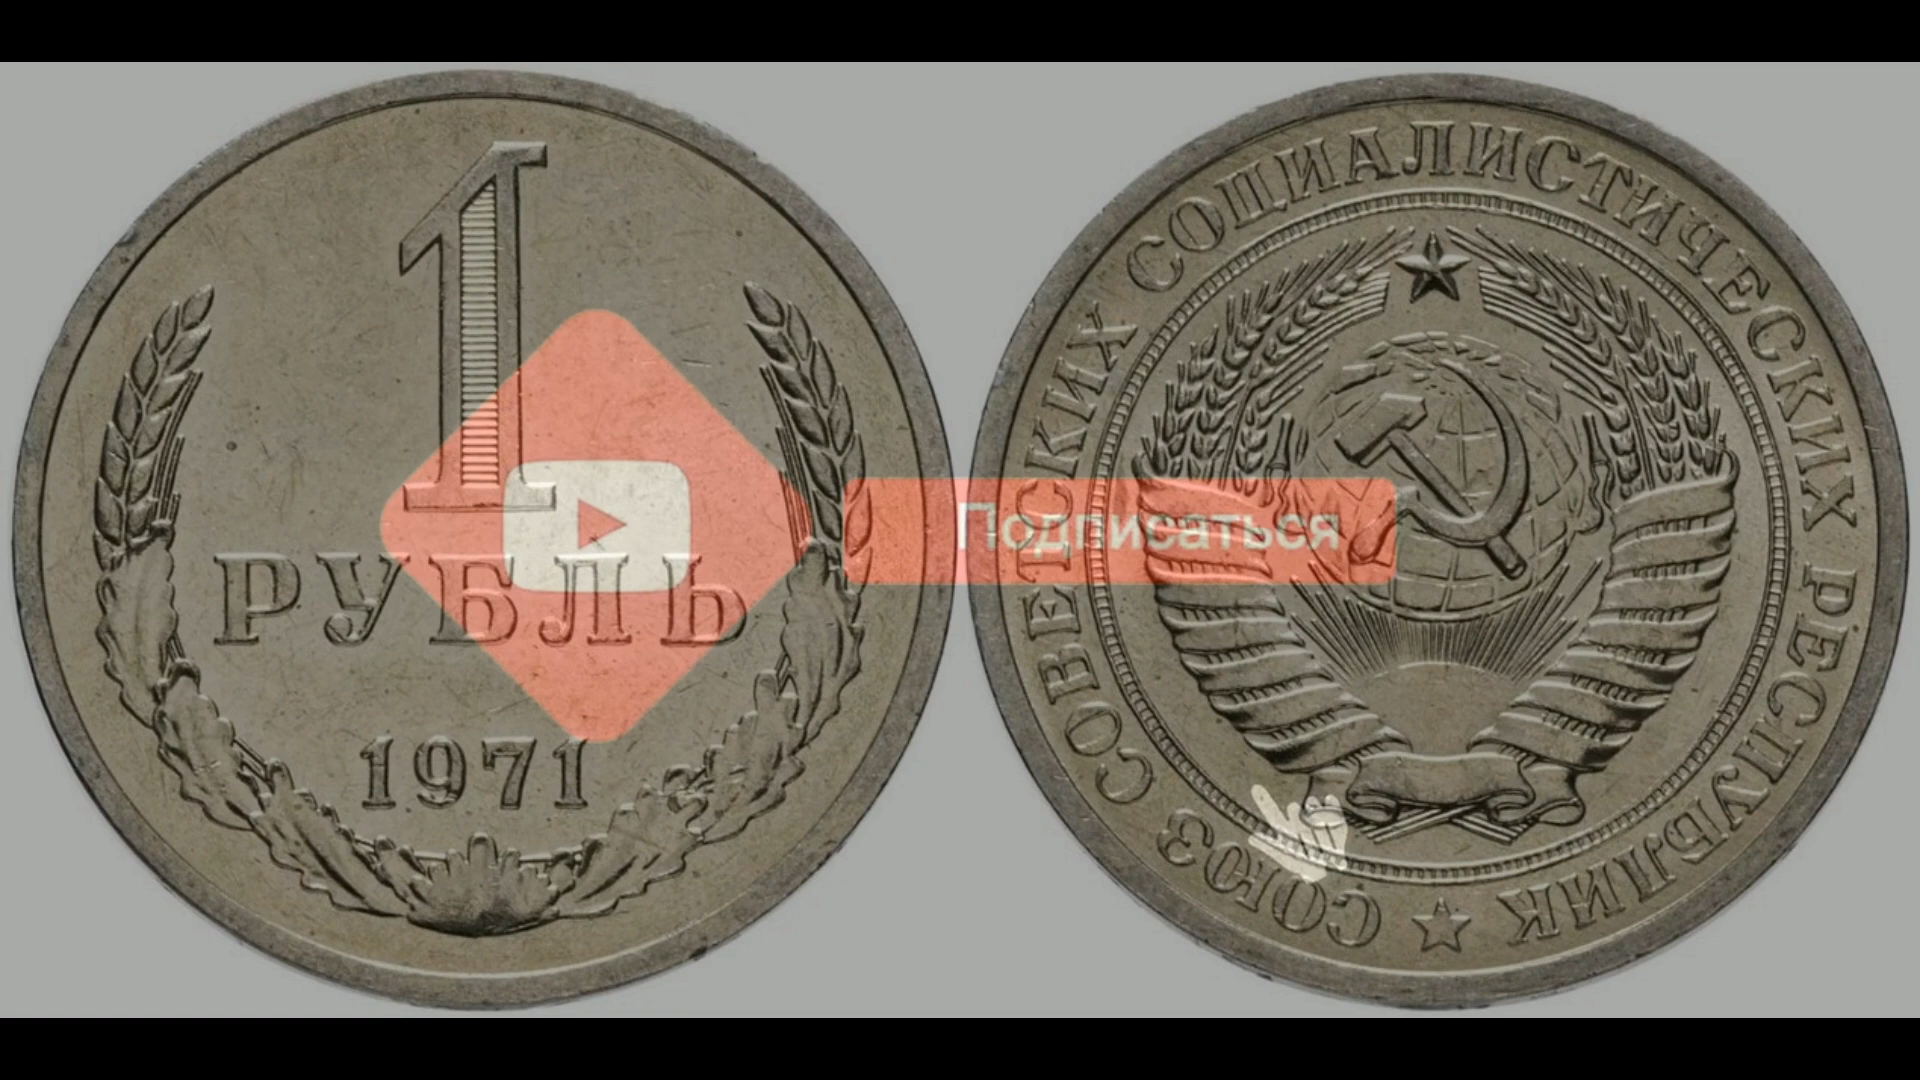 1
РУБЛЬ
1971
СОЮЗ СОВЕТСКИХ СОЦИАЛИСТИЧЕСКИХ РЕСПУБЛИК
Подписаться